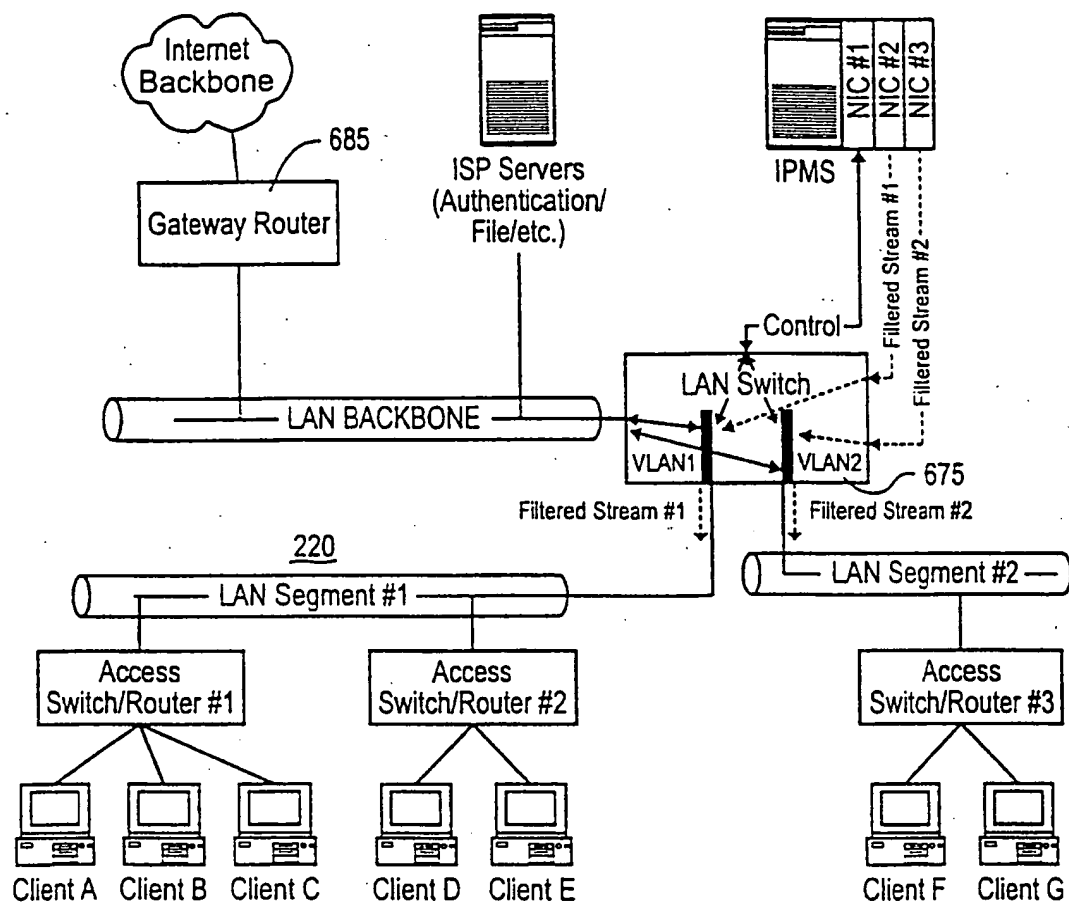 Internet
Backbone
685
Gateway Router
ISP Servers
(Authentication/
File/etc.)
NIC #1
NIC #2
NIC #3
IPMS
Filtered Stream #1
Filtered Stream #2
Control
LAN Switch
LAN BACKBONE
VLAN1
VLAN2
675
Filtered Stream #1
Filtered Stream #2
220
LAN Segment #1
LAN Segment #2
Access
Switch/Router #1
Access
Switch/Router #2
Access
Switch/Router #3
Client A
Client B
Client C
Client D
Client E
Client F
Client G